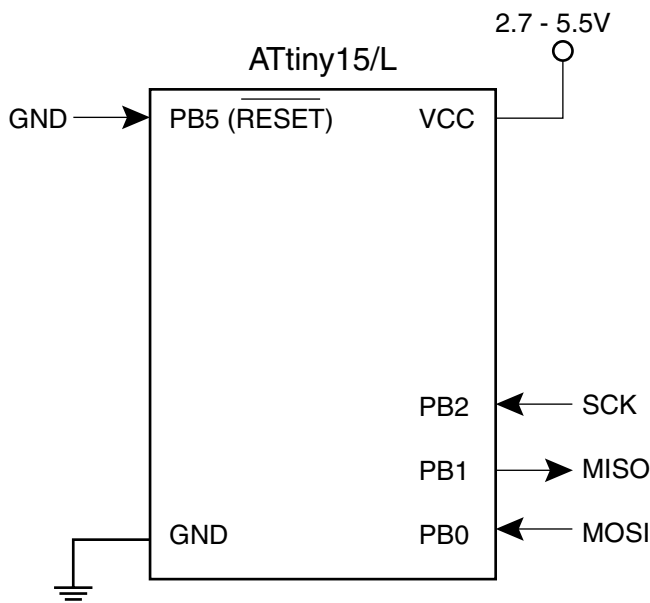 2.7 - 5.5V
ATtiny15/L
GND
PB5 (RESET)
VCC
PB2
SCK
PB1
MISO
GND
PB0
MOSI